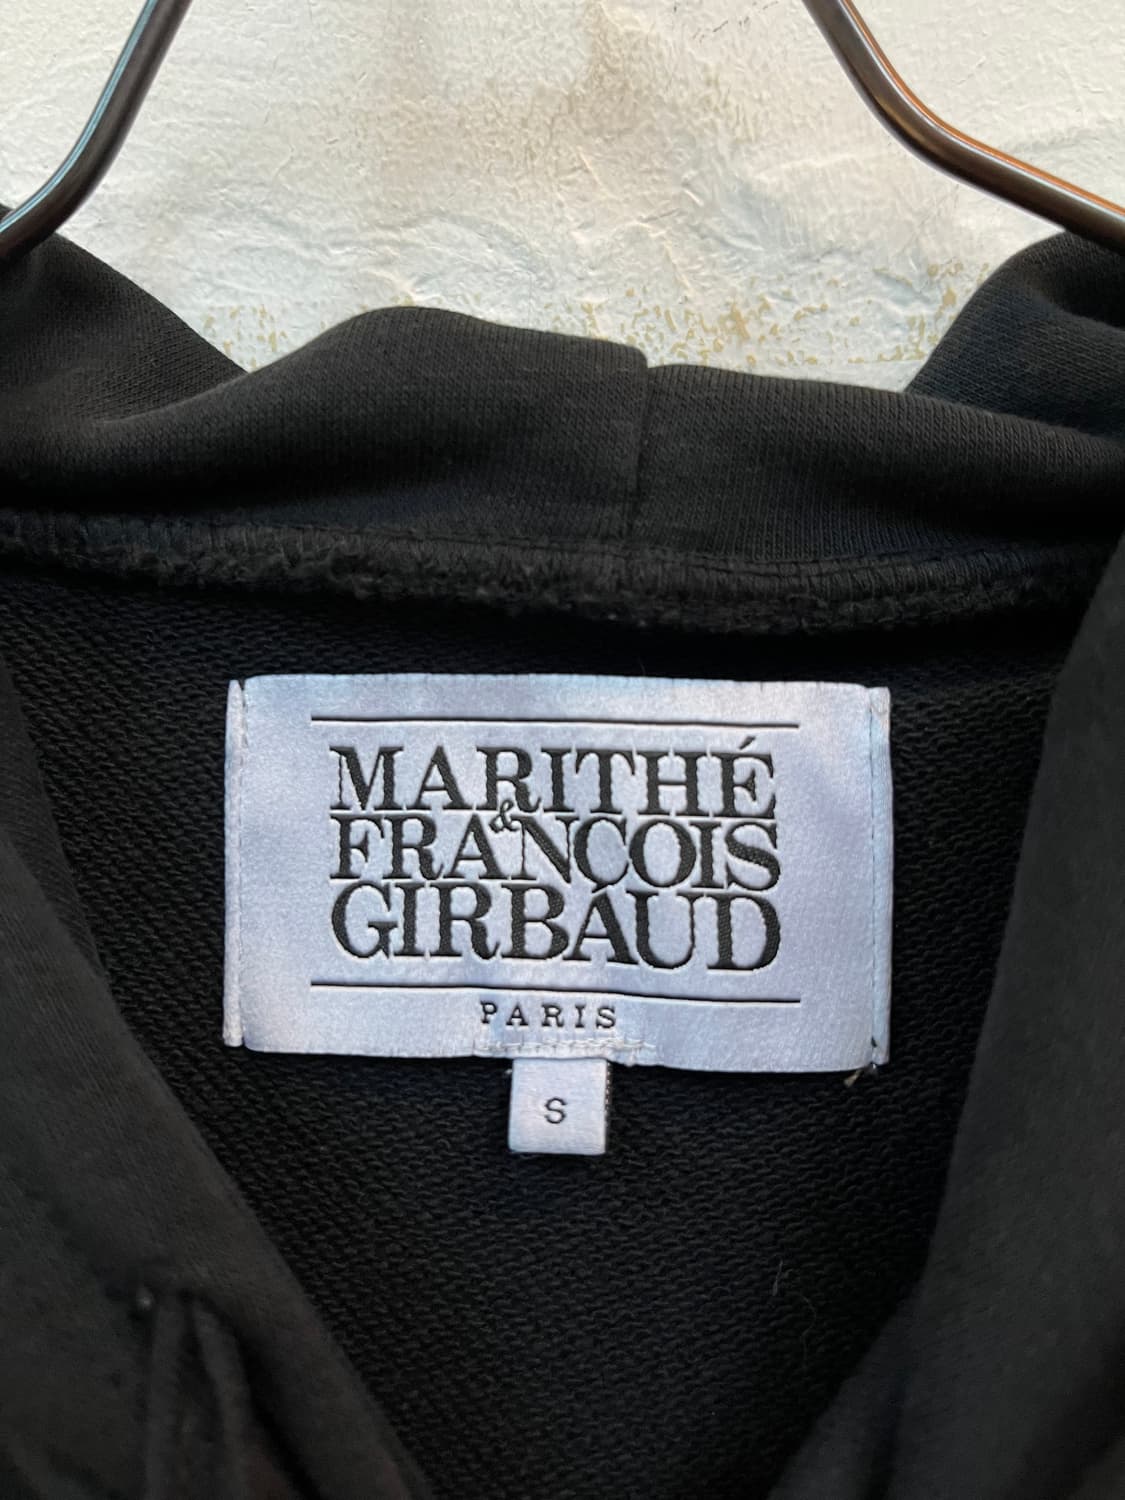 MARITHÉ
&
FRANÇOIS
GIRBAUD
PARIS
S